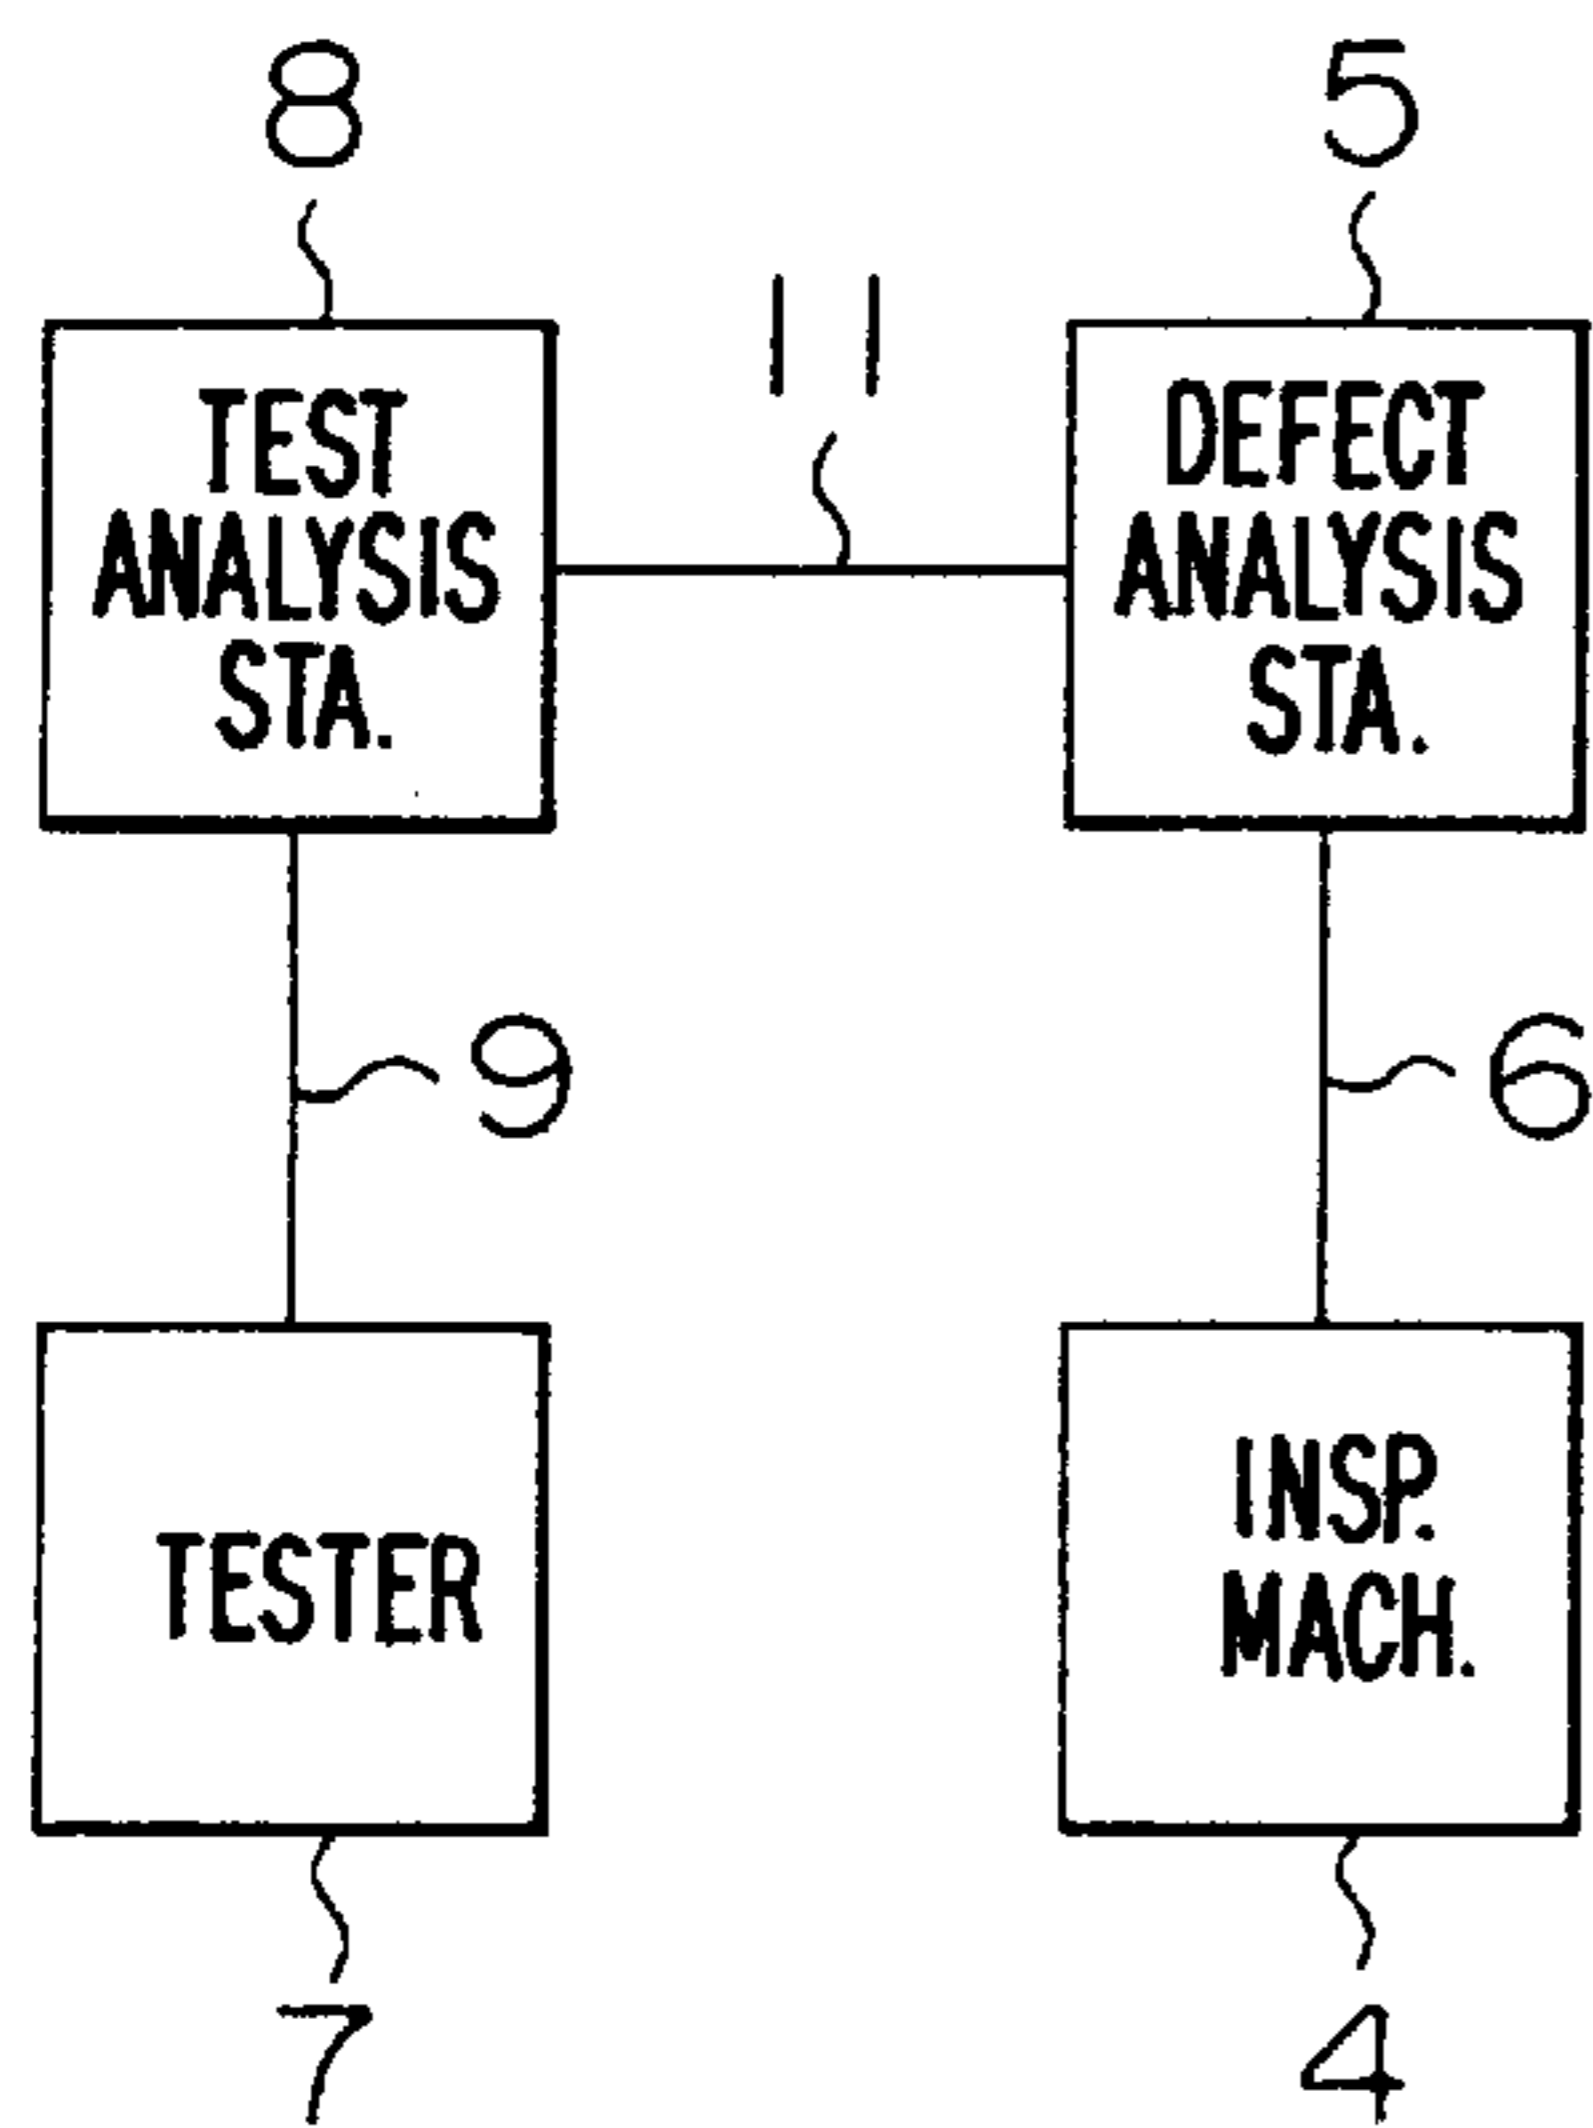 8
5
11
TEST
ANALYSIS
STA.
DEFECT
ANALYSIS
STA.
9
6
TESTER
INSP.
MACH.
7
4